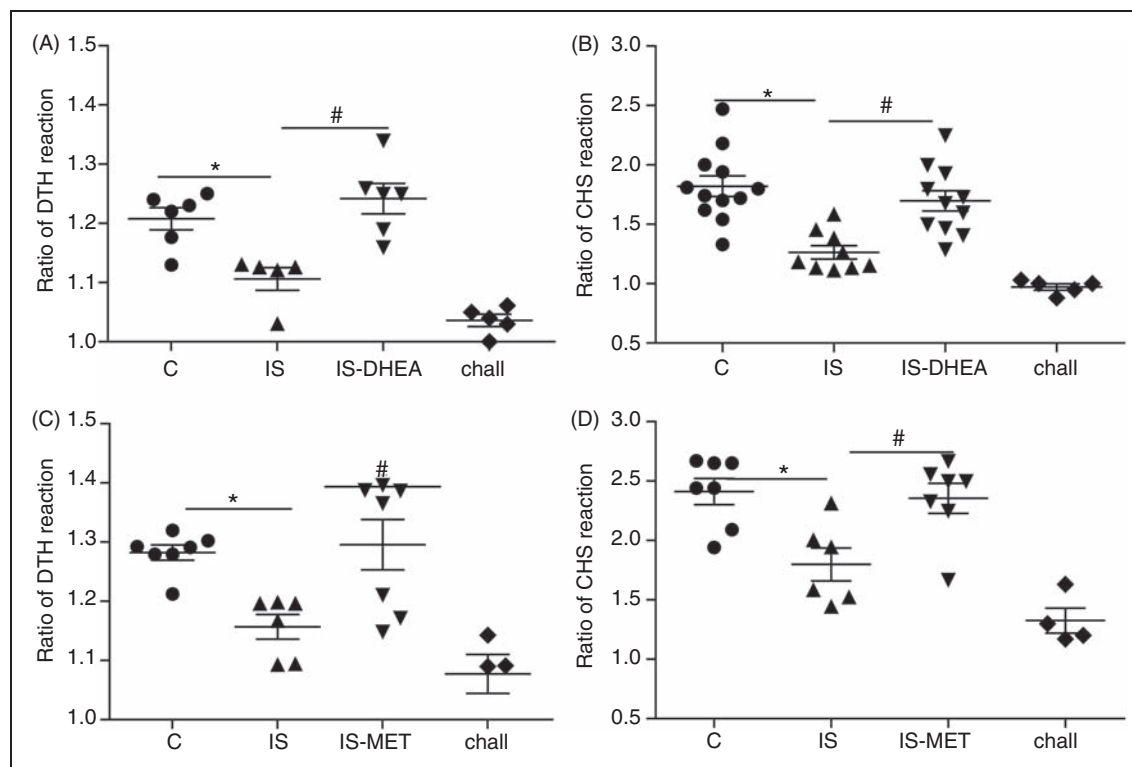 (A)
Ratio of DTH reaction
1.5
1.4
1.3
1.2
1.1
1.0
*
#
C IS IS-DHEA chall
(B)
Ratio of CHS reaction
3.0
2.5
2.0
1.5
1.0
0.5
*
#
C IS IS-DHEA chall
(C)
Ratio of DTH reaction
1.5
1.4
1.3
1.2
1.1
1.0
*
#
C IS IS-MET chall
(D)
Ratio of CHS reaction
3.0
2.5
2.0
1.5
1.0
0.5
*
#
C IS IS-MET chall